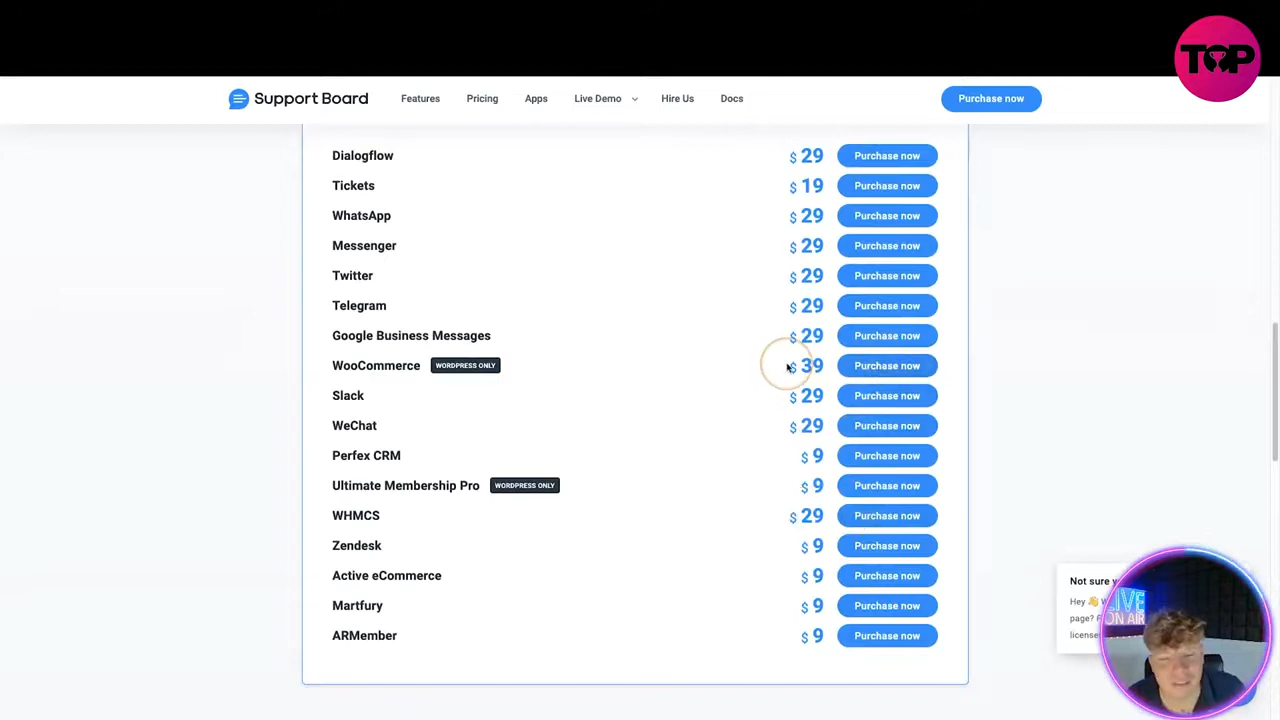 TOP
Support Board Features Pricing Apps Live Demo Hire Us Docs Purchase now
Dialogflow $ 29 Purchase now
Tickets $ 19 Purchase now
WhatsApp $ 29 Purchase now
Messenger $ 29 Purchase now
Twitter $ 29 Purchase now
Telegram $ 29 Purchase now
Google Business Messages $ 29 Purchase now
WooCommerce WORDPRESS ONLY $ 39 Purchase now
Slack $ 29 Purchase now
WeChat $ 29 Purchase now
Perfex CRM $ 9 Purchase now
Ultimate Membership Pro WORDPRESS ONLY $ 9 Purchase now
WHMCS $ 29 Purchase now
Zendesk $ 9 Purchase now
Active eCommerce $ 9 Purchase now
Martfury $ 9 Purchase now
ARMember $ 9 Purchase now
Not sure
Hey 👋
page?
license
LIVE
ON AIR